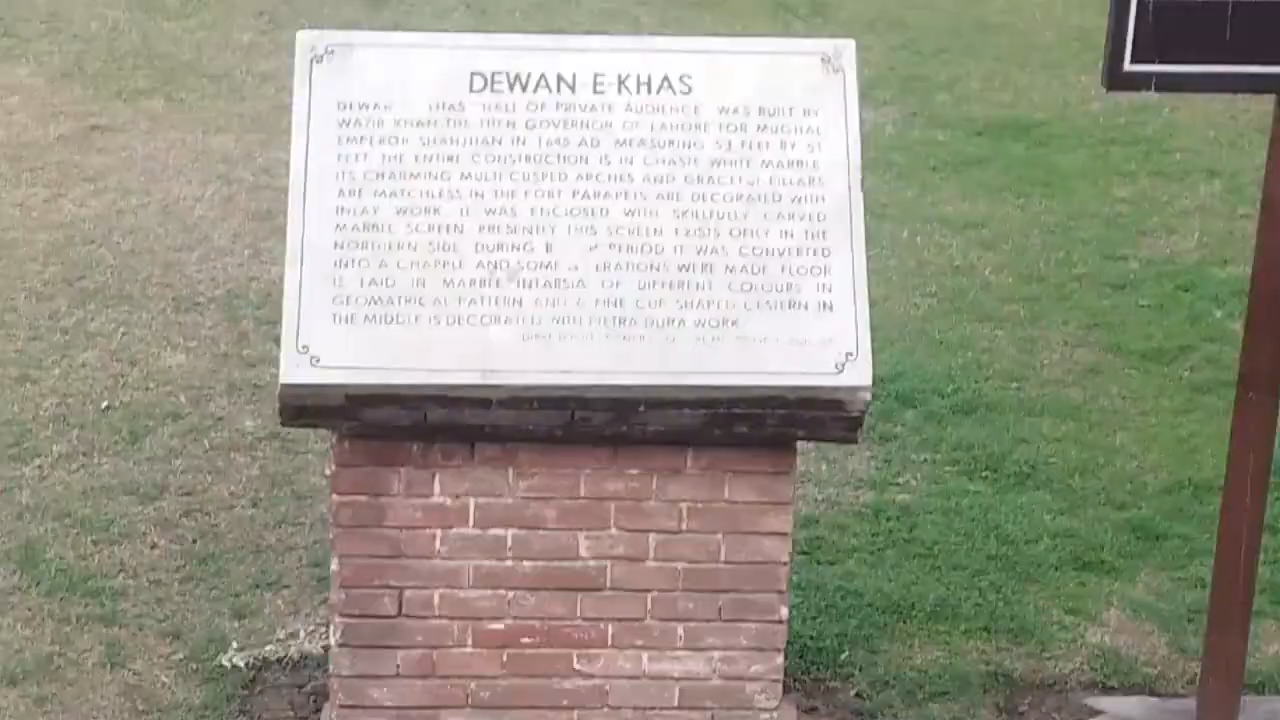 DEWAN-E-KHAS
DEWAN KHAS "HALL OF PRIVATE AUDIENCE" WAS BUILT BY
WAZIR KHAN THE THEN GOVERNOR OF LAHORE FOR MUGHAL
EMPEROR SHAHJHAN IN 1645 AD MEASURING 53 FEET BY 51
FEET THE ENTIRE CONSTRUCTION IS IN CHASTE WHITE MARBLE
ITS CHARMING MULTI CUSPED ARCHES AND GRACEFUL PILLARS
ARE MATCHLESS IN THE FORT PARAPETS ARE DECORATED WITH
INLAY WORK. IT WAS ENCLOSED WITH SKILLFULLY CARVED
MARBLE SCREEN PRESENTLY THIS SCREEN EXISTS ONLY IN THE
NORTHERN SIDE DURING PERIOD IT WAS CONVERTED
INTO A CHAPPLE AND SOME WERE MADE FLOOR
IS LAID IN MARBLE INTARSIA OF DIFFERENT COLOURS IN
GEOMATRICAL PATTERN AND A FINE CUP SHAPED CESTERN IN
THE MIDDLE IS DECORATED WITH PIETRA DURA WORK